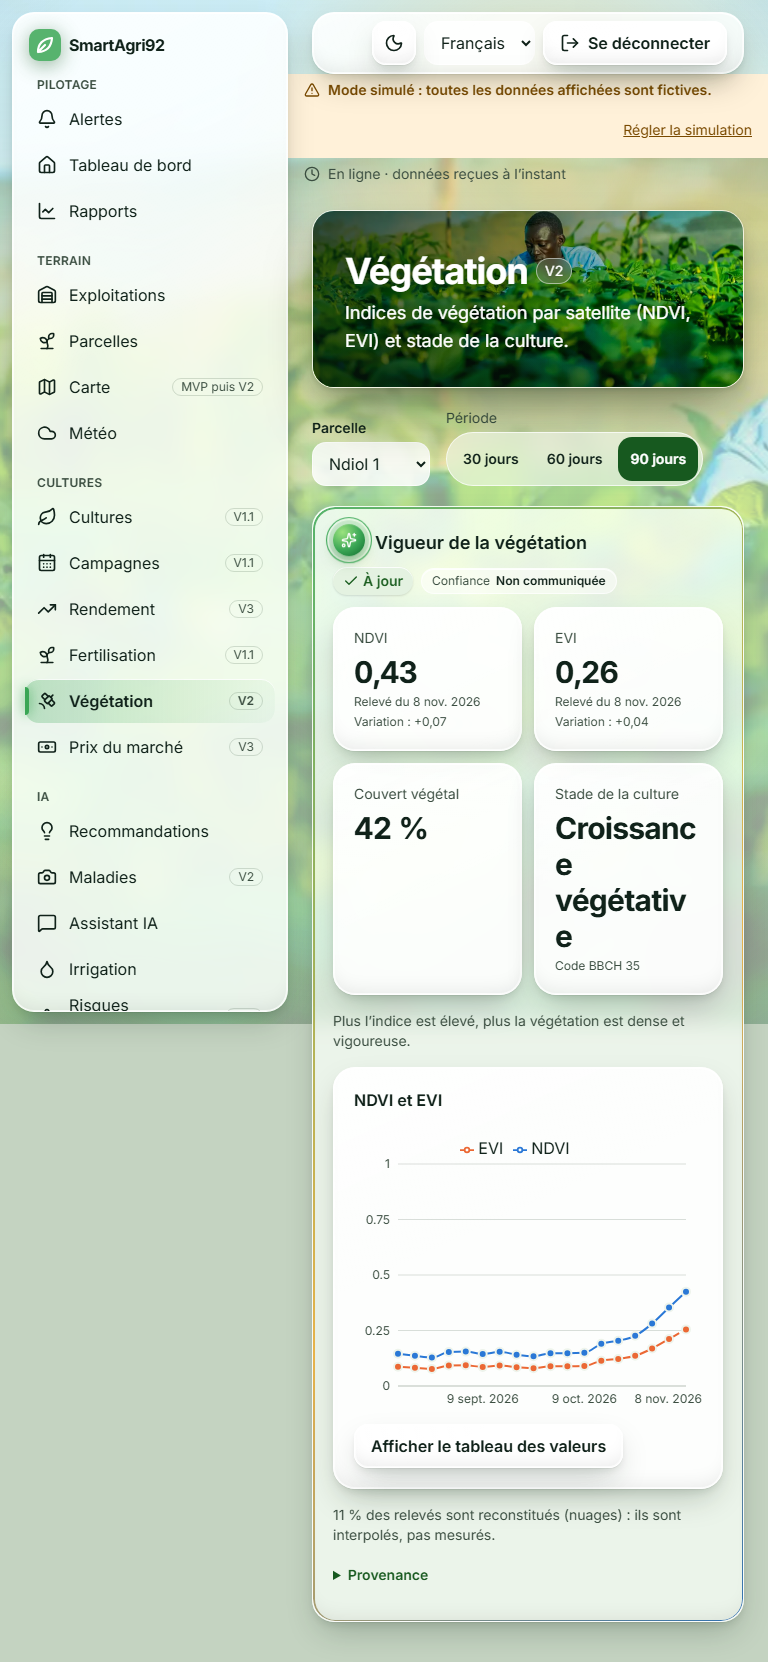 SmartAgri92
PILOTAGE
Alertes
Tableau de bord
Rapports
TERRAIN
Exploitations
Parcelles
Carte MVP puis V2
Météo
CULTURES
Cultures V1.1
Campagnes V1.1
Rendement V3
Fertilisation V1.1
Végétation V2
Prix du marché V3
IA
Recommandations
Maladies V2
Assistant IA
Irrigation
Risques
Français Se déconnecter
Mode simulé : toutes les données affichées sont fictives.
Régler la simulation
En ligne · données reçues à l’instant
Végétation V2
Indices de végétation par satellite (NDVI,
EVI) et stade de la culture.
Parcelle
Ndiol 1
Période
30 jours 60 jours 90 jours
Vigueur de la végétation
À jour Confiance Non communiquée
NDVI
0,43
Relevé du 8 nov. 2026
Variation : +0,07
EVI
0,26
Relevé du 8 nov. 2026
Variation : +0,04
Couvert végétal
42 %
Stade de la culture
Croissanc
e
végétativ
e
Code BBCH 35
Plus l’indice est élevé, plus la végétation est dense et
vigoureuse.
NDVI et EVI
EVI NDVI
1
0.75
0.5
0.25
0
9 sept. 2026 9 oct. 2026 8 nov. 2026
Afficher le tableau des valeurs
11 % des relevés sont reconstitués (nuages) : ils sont
interpolés, pas mesurés.
Provenance